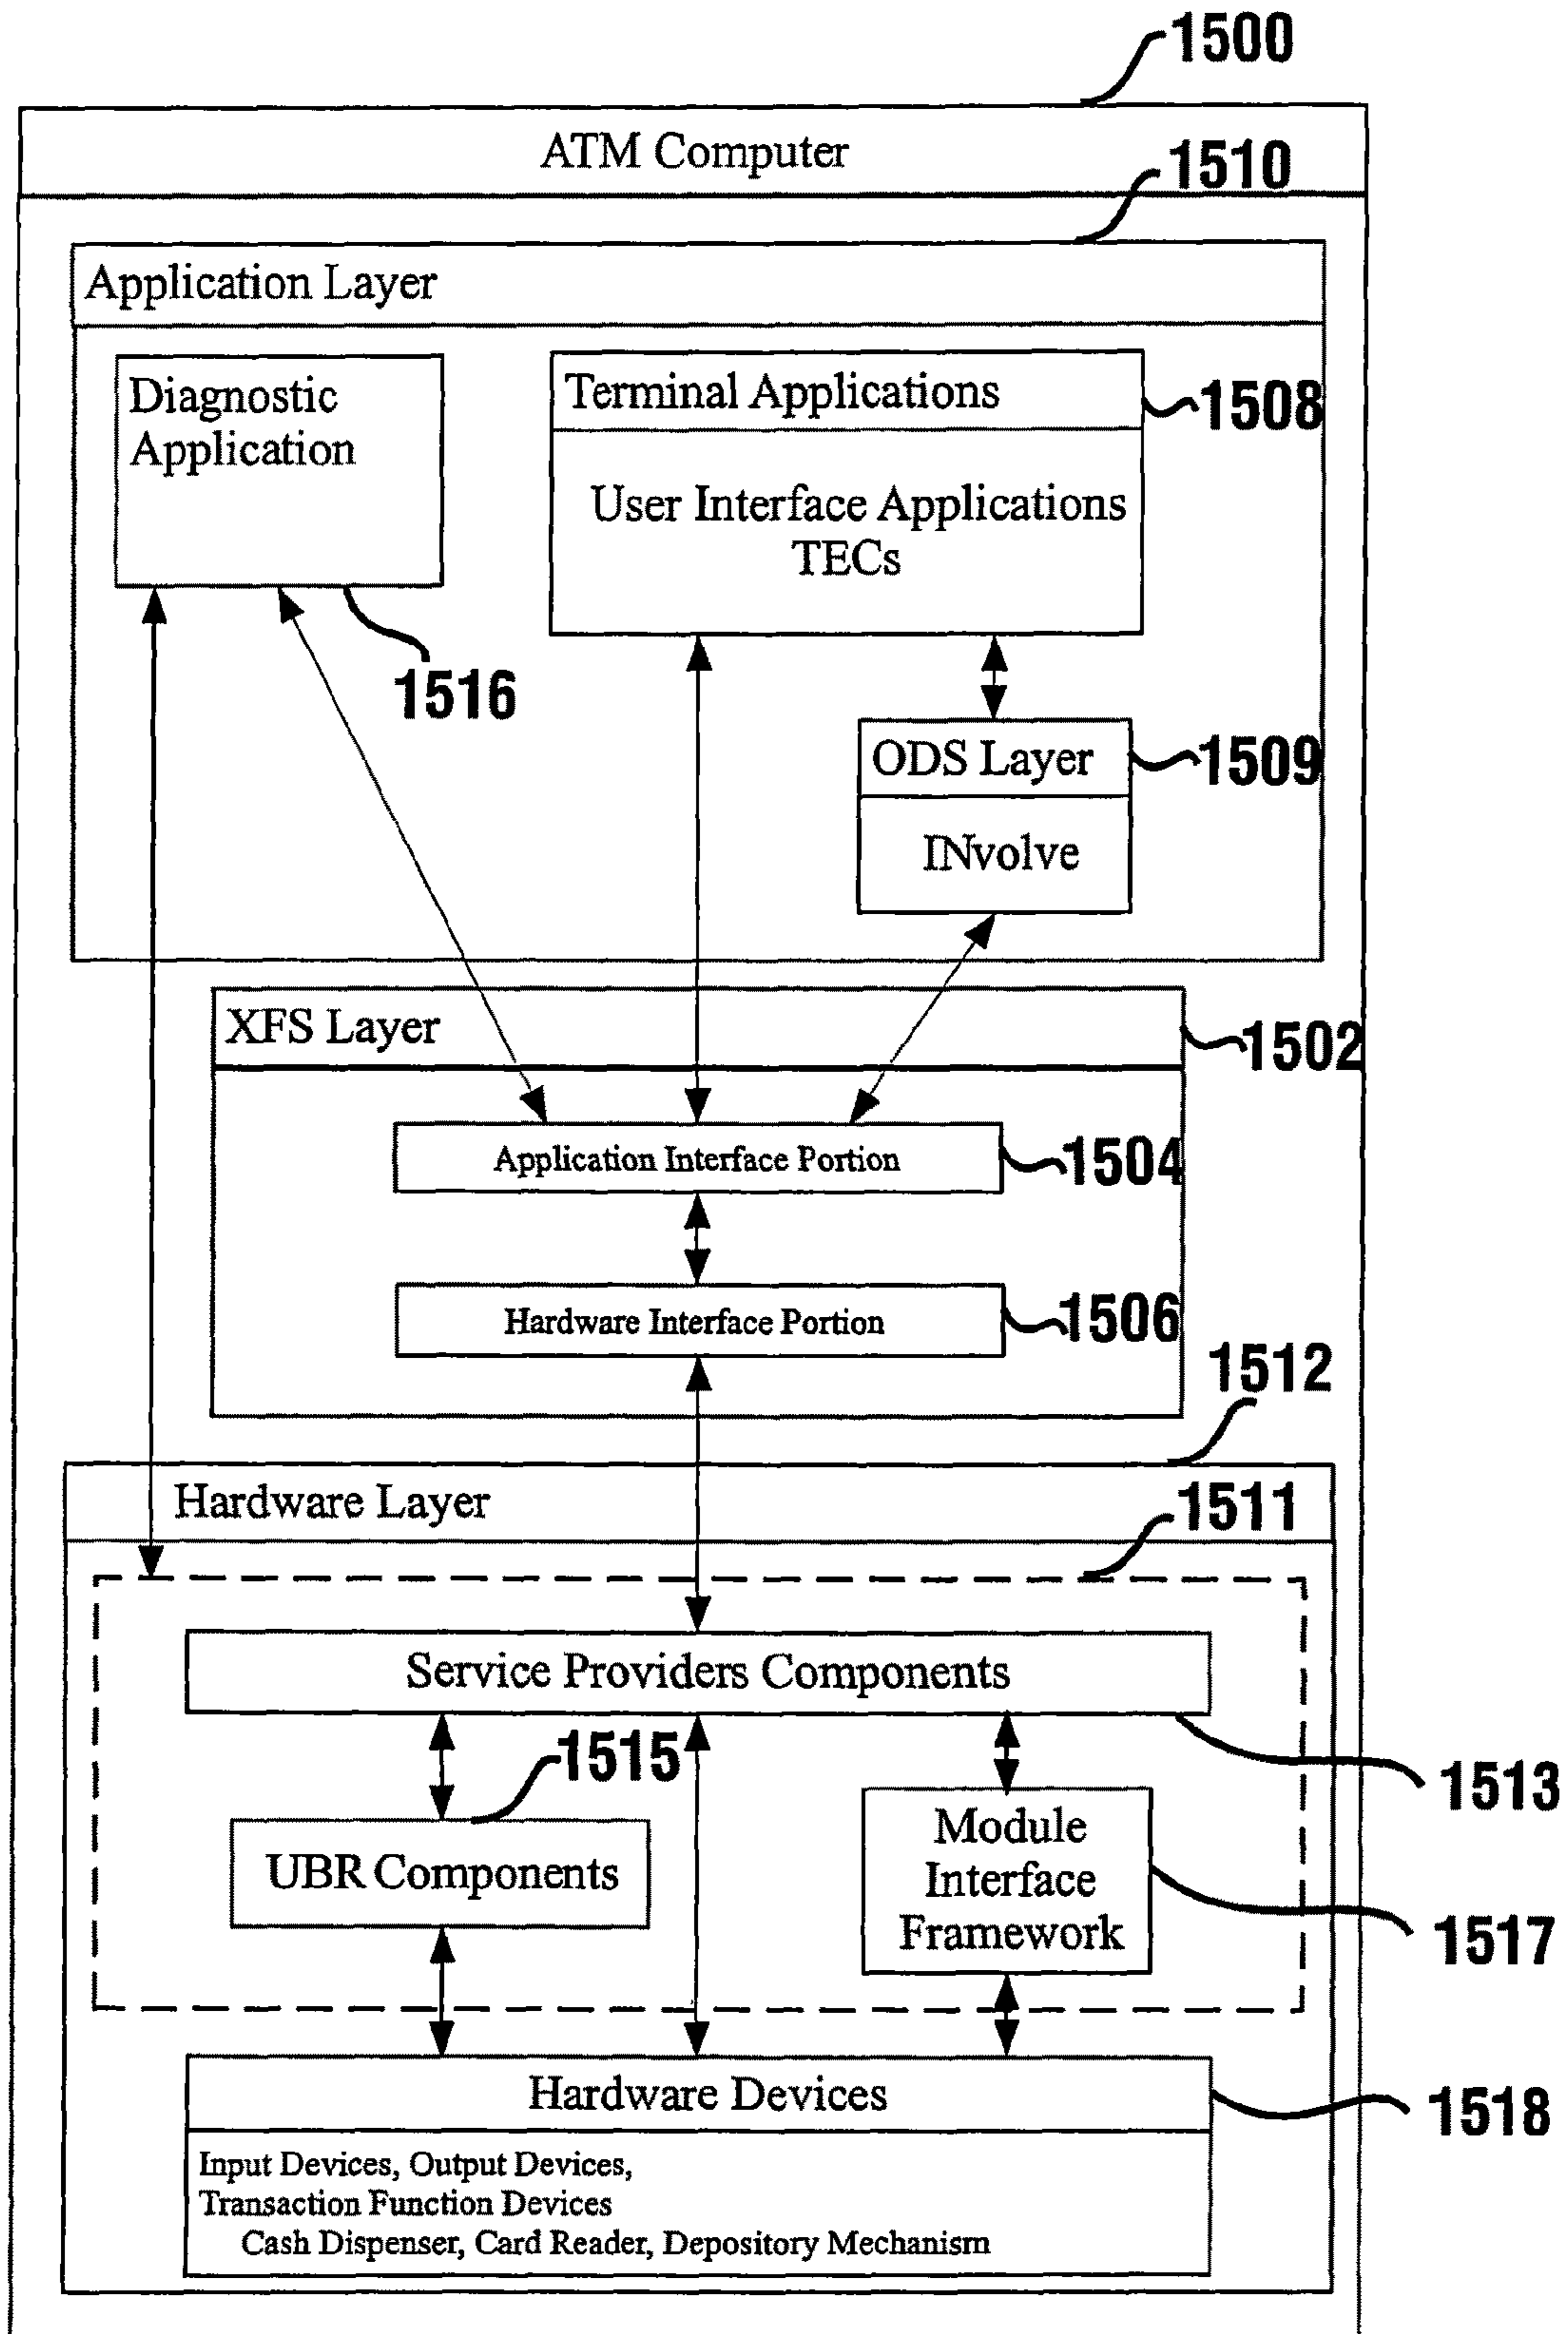 1500
ATM Computer
1510
Application Layer
Diagnostic
Application
Terminal Applications
1508
User Interface Applications
TECs
1516
ODS Layer
1509
INvolve
XFS Layer
1502
Application Interface Portion
1504
Hardware Interface Portion
1506
1512
Hardware Layer
1511
Service Providers Components
1515
1513
UBR Components
Module
Interface
Framework
1517
Hardware Devices
1518
Input Devices, Output Devices,
Transaction Function Devices
Cash Dispenser, Card Reader, Depository Mechanism